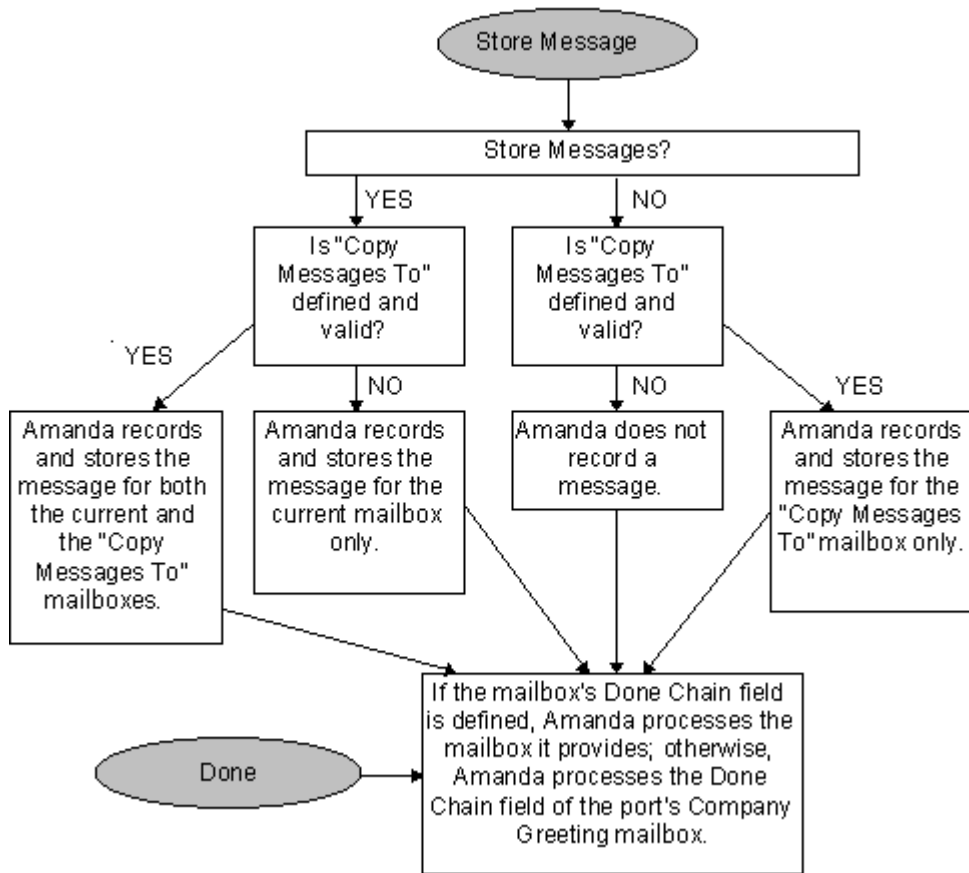 Store Message
Store Messages?
YES
NO
Is "Copy
Messages To"
defined and
valid?
Is "Copy
Messages To"
defined and
valid?
YES
NO
NO
YES
Amanda records
and stores the
message for both
the current and
the "Copy
Messages To"
mailboxes.
Amanda records
and stores the
message for the
current mailbox
only.
Amanda does not
record a
message.
Amanda records
and stores the
message for the
"Copy Messages
To" mailbox only.
If the mailbox's Done Chain field
is defined, Amanda processes the
mailbox it provides; otherwise,
Amanda processes the Done
Chain field of the port's Company
Greeting mailbox.
Done